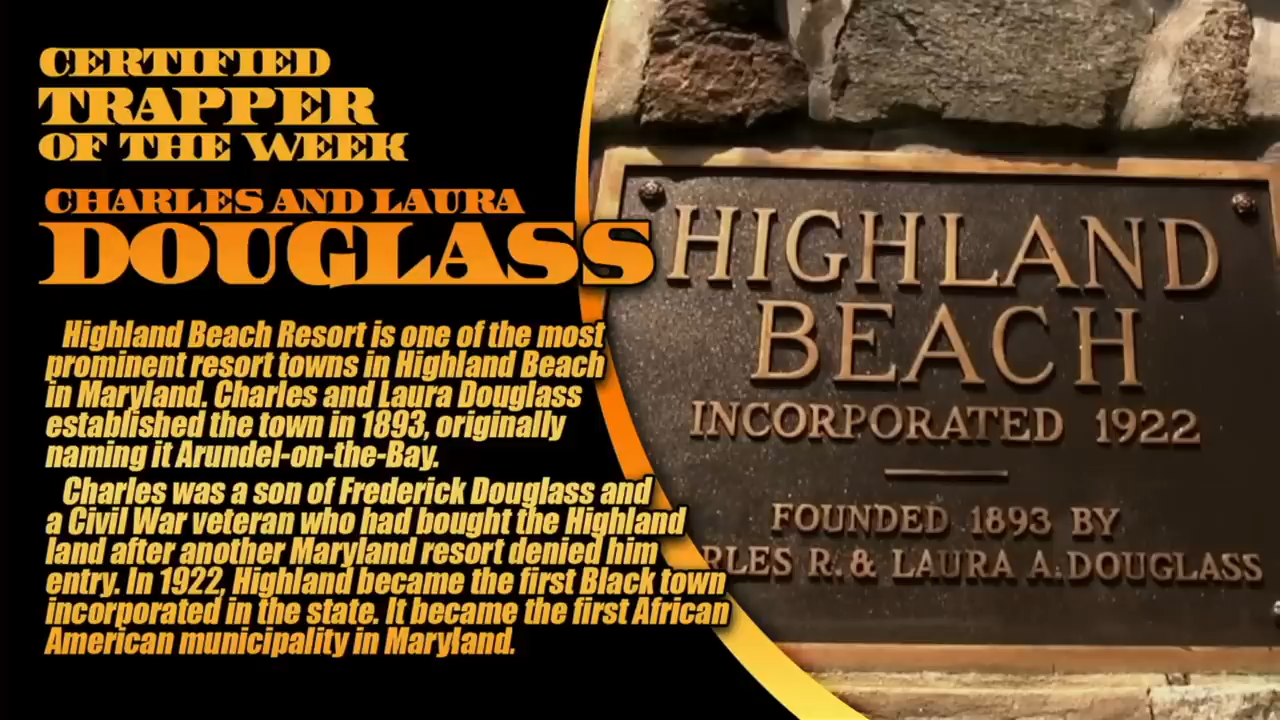 CERTIFIED
TRAPPER
OF THE WEEK
CHARLES AND LAURA
DOUGLASS
Highland Beach Resort is one of the most
prominent resort towns in Highland Beach
in Maryland. Charles and Laura Douglass
established the town in 1893, originally
naming it Arundel-on-the-Bay.
Charles was a son of Frederick Douglass and
a Civil War veteran who had bought the Highland
land after another Maryland resort denied him
entry. In 1922, Highland became the first Black town
incorporated in the state. It became the first African
American municipality in Maryland.
HIGHLAND
BEACH
INCORPORATED 1922
FOUNDED 1893 BY
RLES R. & LAURA A. DOUGLASS